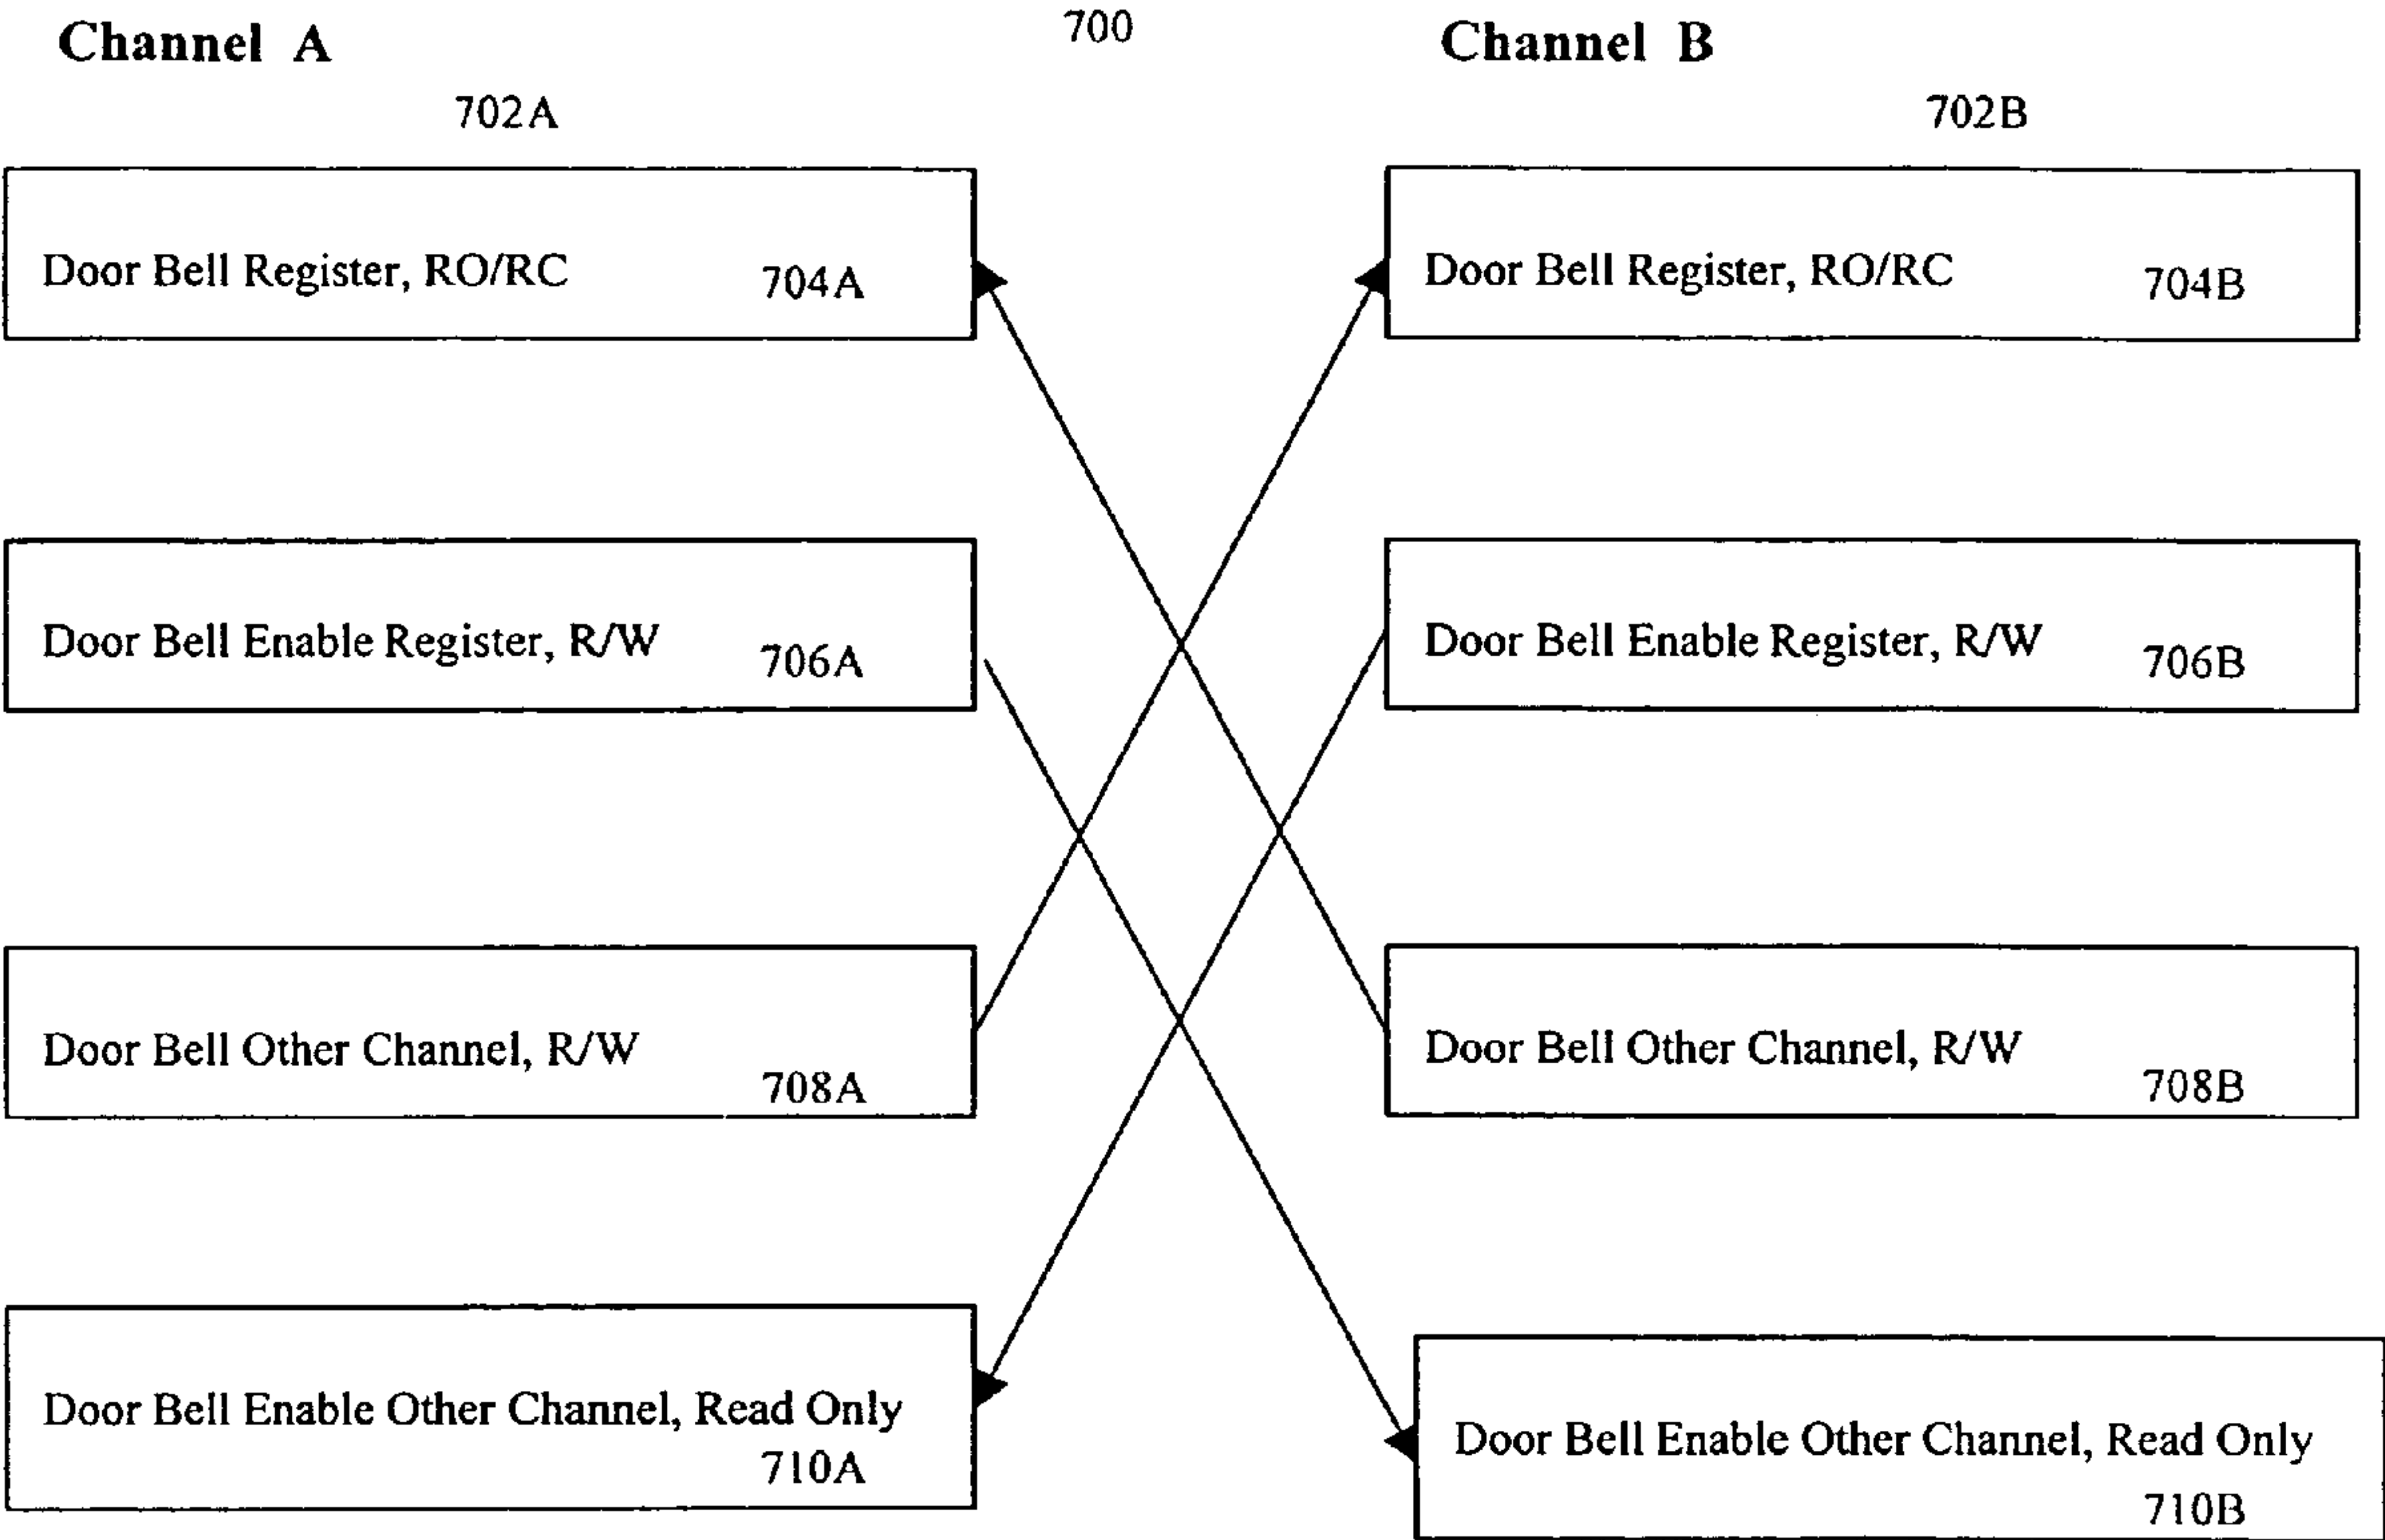 Channel A
700
Channel B
702A
702B
Door Bell Register, RO/RC
704A
Door Bell Register, RO/RC
704B
Door Bell Enable Register, R/W
706A
Door Bell Enable Register, R/W
706B
Door Bell Other Channel, R/W
708A
Door Bell Other Channel, R/W
708B
Door Bell Enable Other Channel, Read Only
710A
Door Bell Enable Other Channel, Read Only
710B